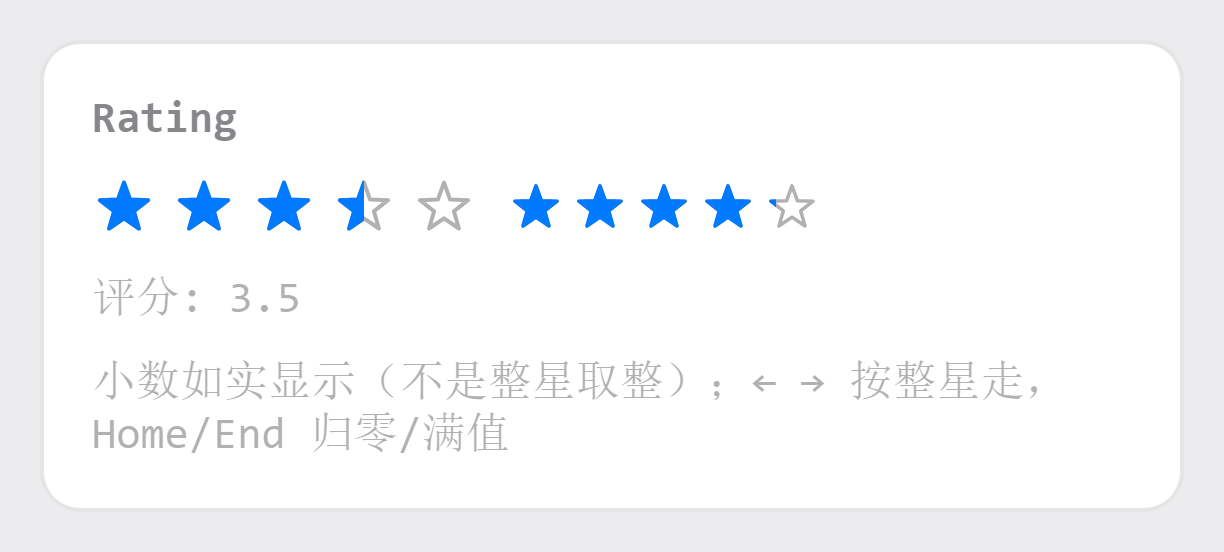 Rating
评分: 3.5
小数如实显示（不是整星取整）；← → 按整星走，
Home/End 归零/满值